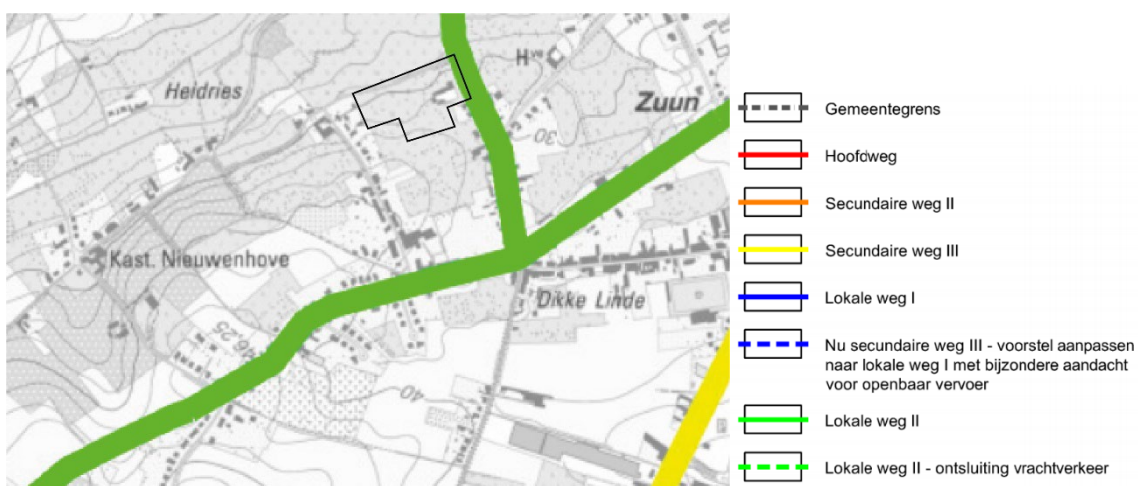 Heidries
Hve
Zuun
30
Kast. Nieuwenhove
Dikke Linde
46.25
40
Gemeentegrens
Hoofdweg
Secundaire weg II
Secundaire weg III
Lokale weg I
Nu secundaire weg III - voorstel aanpassen
naar lokale weg I met bijzondere aandacht
voor openbaar vervoer
Lokale weg II
Lokale weg II - ontsluiting vrachtverkeer